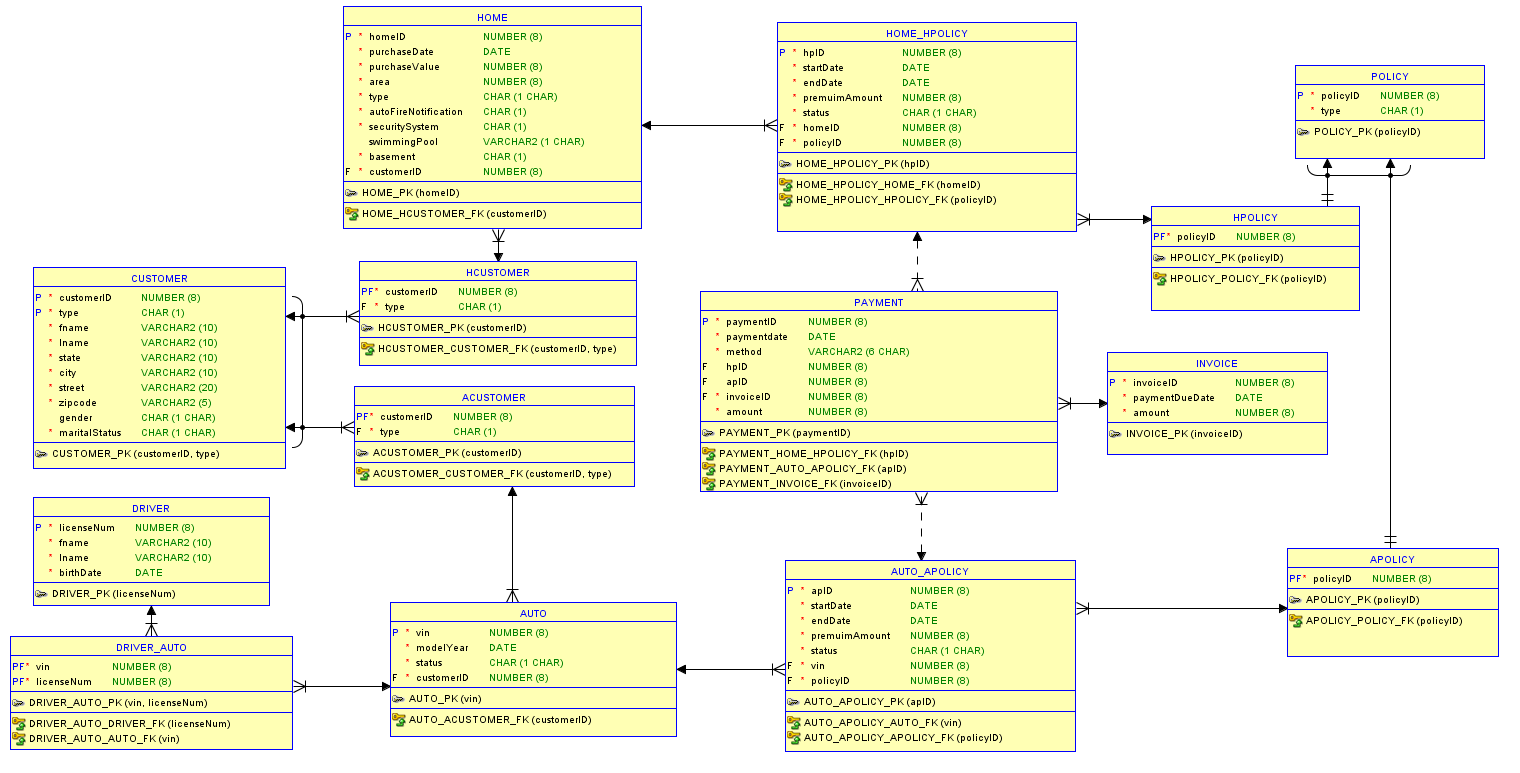 HOME
P * homeID NUMBER (8)
* purchaseDate DATE
* purchaseValue NUMBER (8)
* area NUMBER (8)
* type CHAR (1 CHAR)
* autoFireNotification CHAR (1)
* securitySystem CHAR (1)
swimmingPool VARCHAR2 (1 CHAR)
* basement CHAR (1)
F * customerID NUMBER (8)
HOME_PK (homeID)
HOME_HCUSTOMER_FK (customerID)
HOME_HPOLICY
P * hpID NUMBER (8)
* startDate DATE
* endDate DATE
* premuimAmount NUMBER (8)
* status CHAR (1 CHAR)
F * homeID NUMBER (8)
F * policyID NUMBER (8)
HOME_HPOLICY_PK (hpID)
HOME_HPOLICY_HOME_FK (homeID)
HOME_HPOLICY_HPOLICY_FK (policyID)
POLICY
P * policyID NUMBER (8)
* type CHAR (1)
POLICY_PK (policyID)
HPOLICY
PF* policyID NUMBER (8)
HPOLICY_PK (policyID)
HPOLICY_POLICY_FK (policyID)
CUSTOMER
P * customerID NUMBER (8)
P * type CHAR (1)
* fname VARCHAR2 (10)
* lname VARCHAR2 (10)
* state VARCHAR2 (10)
* city VARCHAR2 (10)
* street VARCHAR2 (20)
* zipcode VARCHAR2 (5)
gender CHAR (1 CHAR)
* maritalStatus CHAR (1 CHAR)
CUSTOMER_PK (customerID, type)
HCUSTOMER
PF* customerID NUMBER (8)
F * type CHAR (1)
HCUSTOMER_PK (customerID)
HCUSTOMER_CUSTOMER_FK (customerID, type)
ACUSTOMER
PF* customerID NUMBER (8)
F * type CHAR (1)
ACUSTOMER_PK (customerID)
ACUSTOMER_CUSTOMER_FK (customerID, type)
PAYMENT
P * paymentID NUMBER (8)
* paymentdate DATE
* method VARCHAR2 (6 CHAR)
F hpID NUMBER (8)
F apID NUMBER (8)
F * invoiceID NUMBER (8)
* amount NUMBER (8)
PAYMENT_PK (paymentID)
PAYMENT_HOME_HPOLICY_FK (hpID)
PAYMENT_AUTO_APOLICY_FK (apID)
PAYMENT_INVOICE_FK (invoiceID)
INVOICE
P * invoiceID NUMBER (8)
* paymentDueDate DATE
* amount NUMBER (8)
INVOICE_PK (invoiceID)
DRIVER
P * licenseNum NUMBER (8)
* fname VARCHAR2 (10)
* lname VARCHAR2 (10)
* birthDate DATE
DRIVER_PK (licenseNum)
DRIVER_AUTO
PF* vin NUMBER (8)
PF* licenseNum NUMBER (8)
DRIVER_AUTO_PK (vin, licenseNum)
DRIVER_AUTO_DRIVER_FK (licenseNum)
DRIVER_AUTO_AUTO_FK (vin)
AUTO
P * vin NUMBER (8)
* modelYear DATE
* status CHAR (1 CHAR)
F * customerID NUMBER (8)
AUTO_PK (vin)
AUTO_ACUSTOMER_FK (customerID)
AUTO_APOLICY
P * apID NUMBER (8)
* startDate DATE
* endDate DATE
* premuimAmount NUMBER (8)
* status CHAR (1 CHAR)
F * vin NUMBER (8)
F * policyID NUMBER (8)
AUTO_APOLICY_PK (apID)
AUTO_APOLICY_AUTO_FK (vin)
AUTO_APOLICY_APOLICY_FK (policyID)
APOLICY
PF* policyID NUMBER (8)
APOLICY_PK (policyID)
APOLICY_POLICY_FK (policyID)